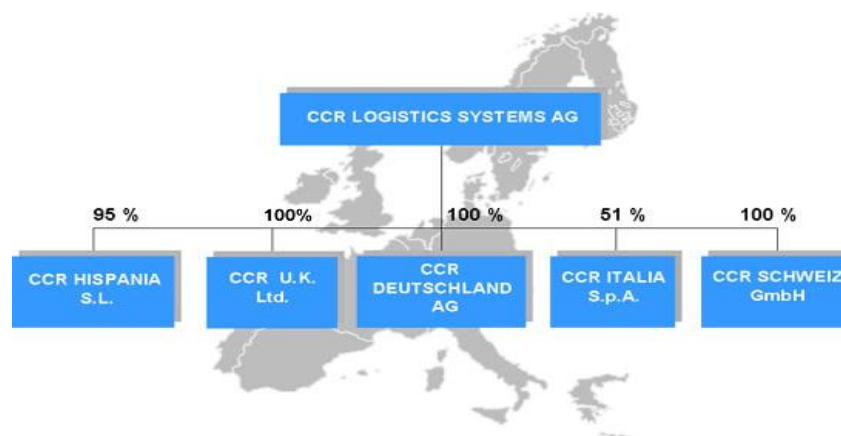 CCR LOGISTICS SYSTEMS AG
95 %
100%
100 %
51 %
100 %
CCR HISPANIA
S.L.
CCR U.K.
Ltd.
CCR
DEUTSCHLAND
AG
CCR ITALIA
S.p.A.
CCR SCHWEIZ
GmbH